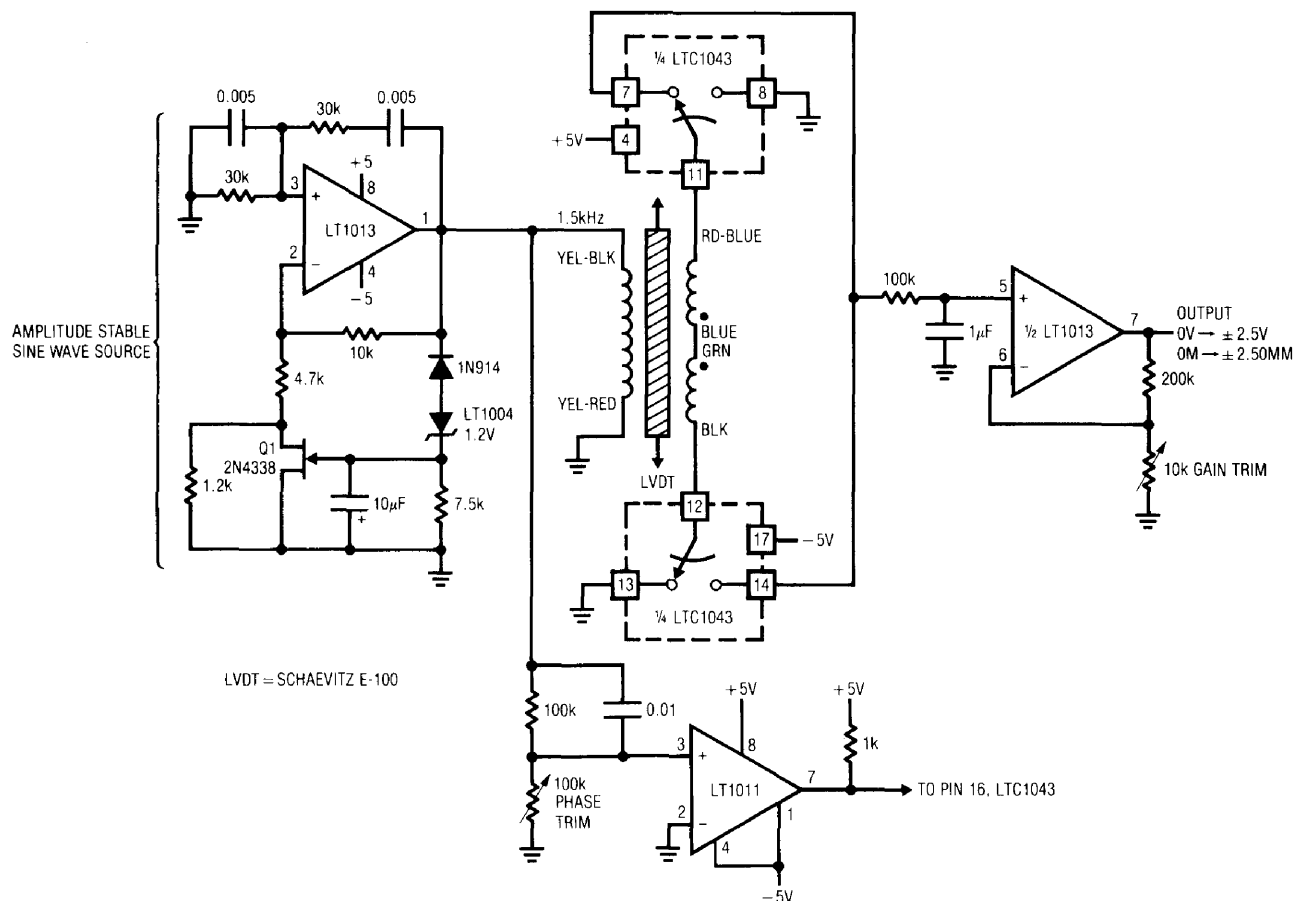 ¼ LTC1043
7
8
+5V
4
11
0.005
30k
0.005
30k
+5
3
+
8
LT1013
1
2
−
4
−5
1.5kHz
YEL-BLK
RD-BLUE
BLUE
GRN
YEL-RED
BLK
LVDT
100k
1µF
5
+
½ LT1013
7
6
−
OUTPUT
0V → ±2.5V
0M → ±2.50MM
200k
10k GAIN TRIM
AMPLITUDE STABLE
SINE WAVE SOURCE
10k
1N914
4.7k
LT1004
1.2V
Q1
2N4338
1.2k
10µF
+
7.5k
12
17
−5V
13
14
¼ LTC1043
LVDT = SCHAEVITZ E-100
100k
0.01
100k
PHASE
TRIM
+5V
3
+
8
LT1011
7
2
−
1
4
−5V
+5V
1k
TO PIN 16, LTC1043